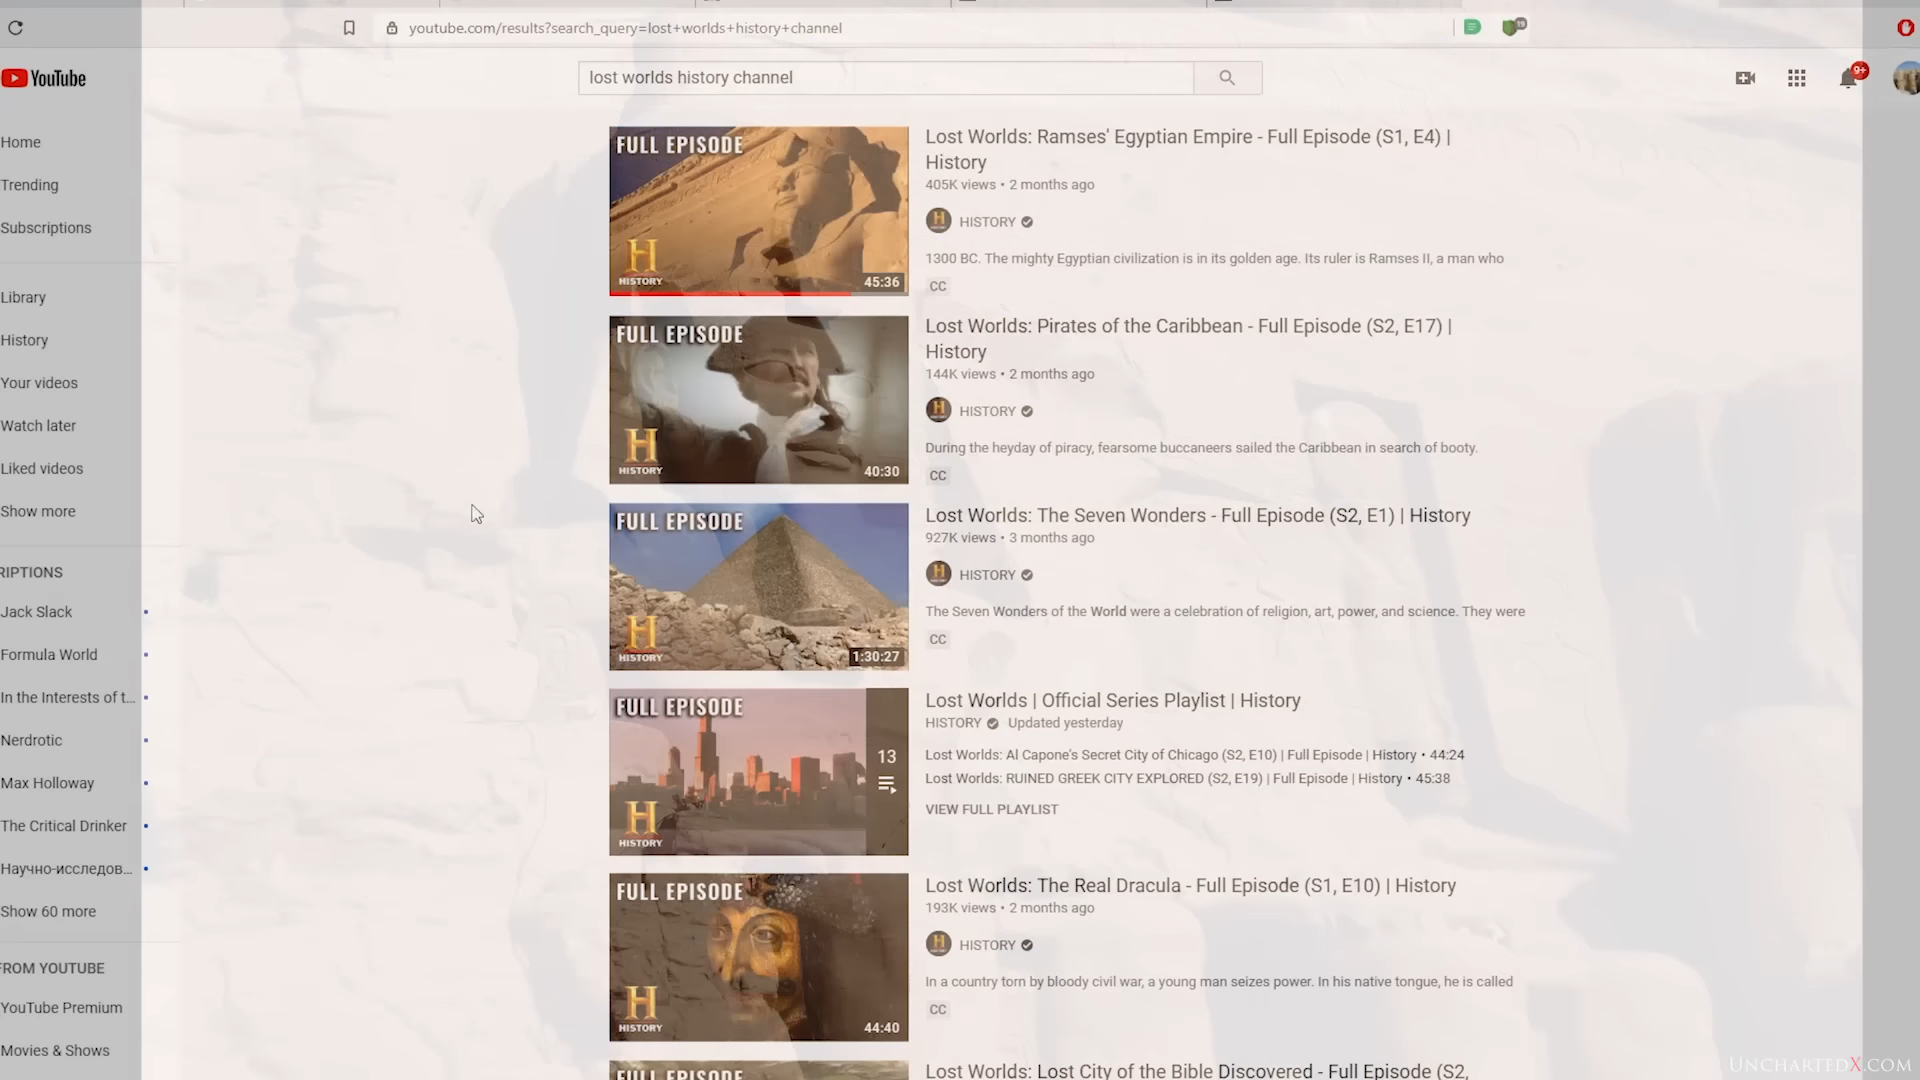 youtube.com/results?search_query=lost+worlds+history+channel
19
YouTube
lost worlds history channel
9+
Home
Trending
Subscriptions
Library
History
Your videos
Watch later
Liked videos
Show more
RIPTIONS
Jack Slack
Formula World
In the Interests of t...
Nerdrotic
Max Holloway
The Critical Drinker
Научно-исследов...
Show 60 more
FROM YOUTUBE
YouTube Premium
Movies & Shows
FULL EPISODE
H
HISTORY
45:36
Lost Worlds: Ramses' Egyptian Empire - Full Episode (S1, E4) |
History
405K views • 2 months ago
HISTORY
1300 BC. The mighty Egyptian civilization is in its golden age. Its ruler is Ramses II, a man who
CC
FULL EPISODE
H
HISTORY
40:30
Lost Worlds: Pirates of the Caribbean - Full Episode (S2, E17) |
History
144K views • 2 months ago
HISTORY
During the heyday of piracy, fearsome buccaneers sailed the Caribbean in search of booty.
CC
FULL EPISODE
H
HISTORY
1:30:27
Lost Worlds: The Seven Wonders - Full Episode (S2, E1) | History
927K views • 3 months ago
HISTORY
The Seven Wonders of the World were a celebration of religion, art, power, and science. They were
CC
FULL EPISODE
H
HISTORY
13
Lost Worlds | Official Series Playlist | History
HISTORY Updated yesterday
Lost Worlds: Al Capone's Secret City of Chicago (S2, E10) | Full Episode | History • 44:24
Lost Worlds: RUINED GREEK CITY EXPLORED (S2, E19) | Full Episode | History • 45:38
VIEW FULL PLAYLIST
FULL EPISODE
H
HISTORY
44:40
Lost Worlds: The Real Dracula - Full Episode (S1, E10) | History
193K views • 2 months ago
HISTORY
In a country torn by bloody civil war, a young man seizes power. In his native tongue, he is called
CC
FULL EPISODE
Lost Worlds: Lost City of the Bible Discovered - Full Episode (S2,
UNCHARTEDX.COM